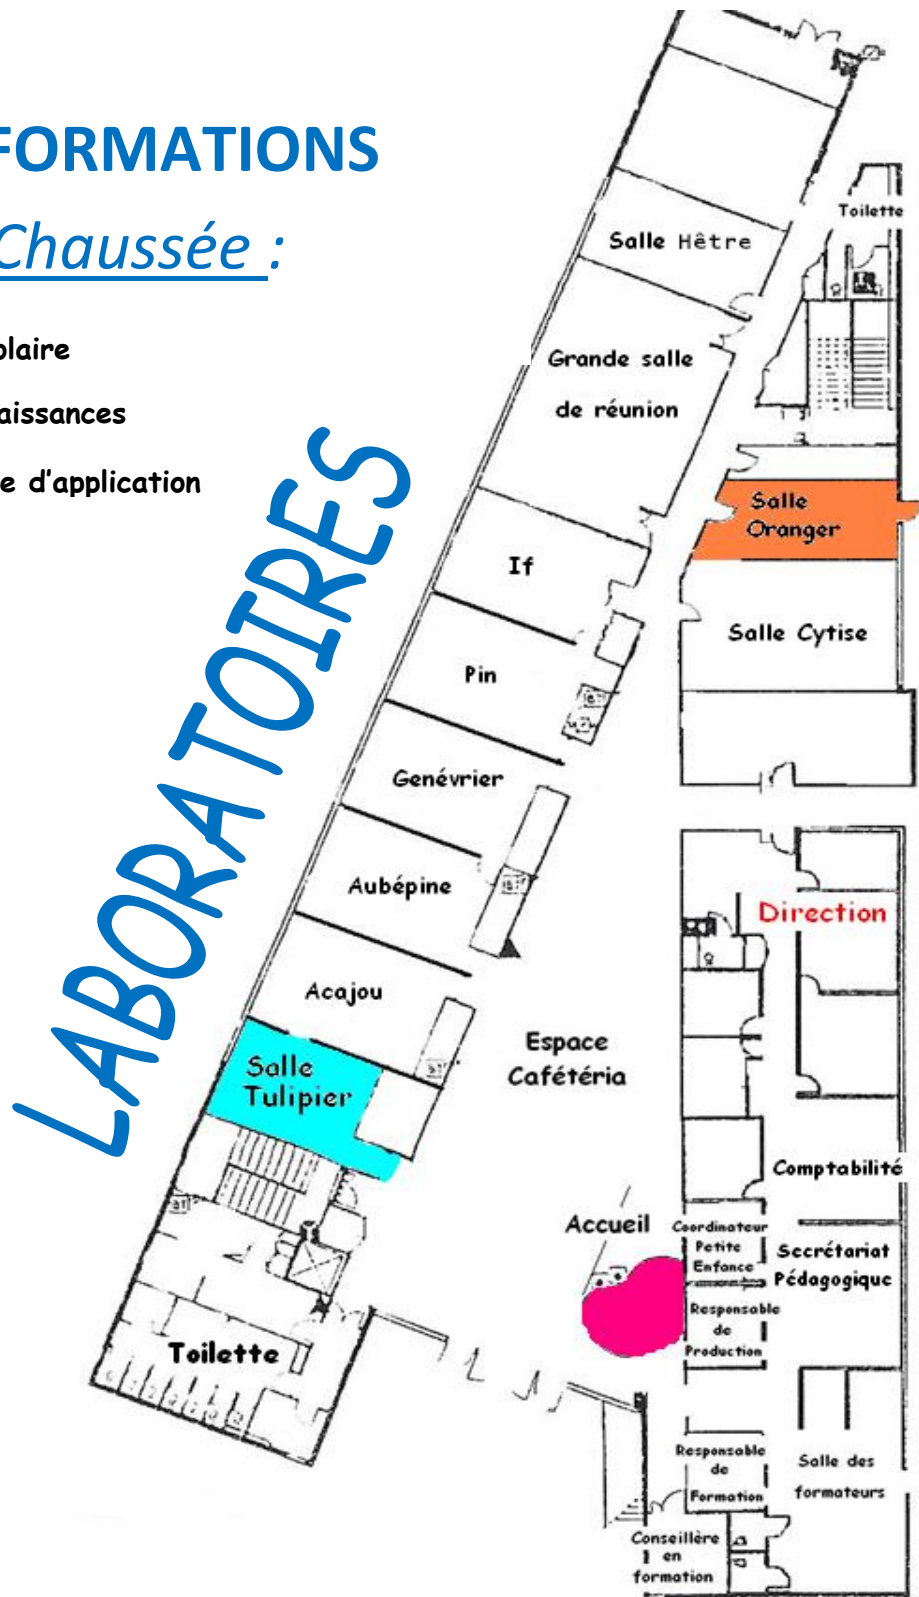 FORMATIONS
Chaussée :
plaire
aissances
e d'application
LABORATOIRES
Toilette
Salle Hêtre
Grande salle
de réunion
Salle
Oranger
If
Salle Cytise
Pin
Genévrier
Aubépine
Direction
Acajou
Espace
Cafétéria
Salle
Tulipier
Comptabilité
Accueil
Coordinateur
Petite
Enfance
Secrétariat
Pédagogique
Responsable
de
Production
Toilette
Responsable
de
Formation
Salle des
formateurs
Conseillère
en
formation